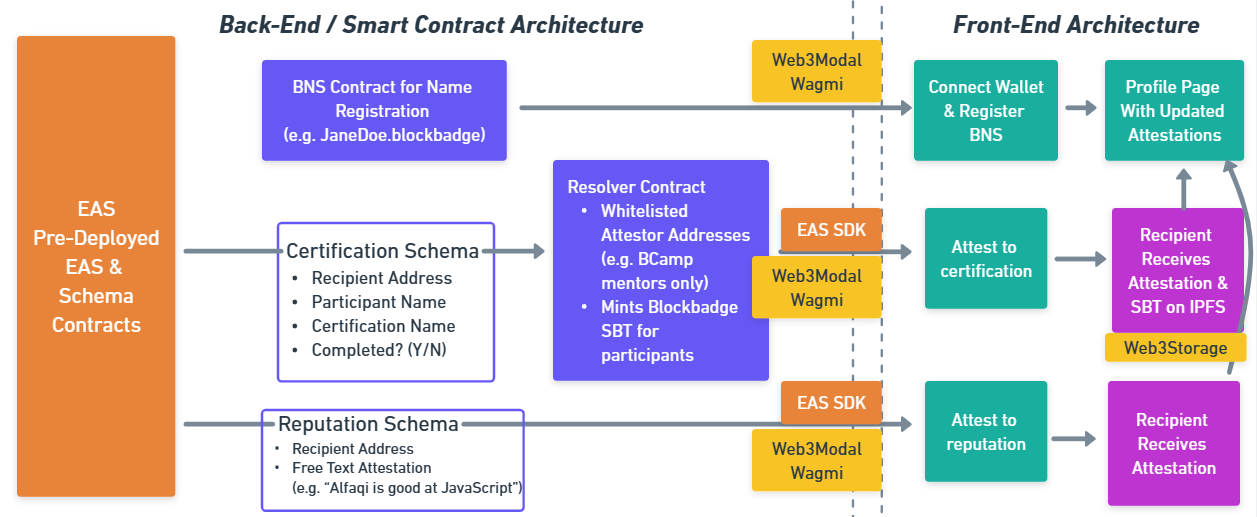 Back-End / Smart Contract Architecture
Front-End Architecture
EAS
Pre-Deployed
EAS &
Schema
Contracts
BNS Contract for Name
Registration
(e.g. JaneDoe.blockbadge)
Web3Modal
Wagmi
Connect Wallet
& Register
BNS
Profile Page
With Updated
Attestations
Certification Schema
• Recipient Address
• Participant Name
• Certification Name
• Completed? (Y/N)
Resolver Contract
• Whitelisted
Attestor Addresses
(e.g. BCamp
mentors only)
• Mints Blockbadge
SBT for
participants
EAS SDK
Web3Modal
Wagmi
Attest to
certification
Recipient
Receives
Attestation &
SBT on IPFS
Web3Storage
Reputation Schema
• Recipient Address
• Free Text Attestation
(e.g. “Alfaqi is good at JavaScript”)
EAS SDK
Web3Modal
Wagmi
Attest to
reputation
Recipient
Receives
Attestation